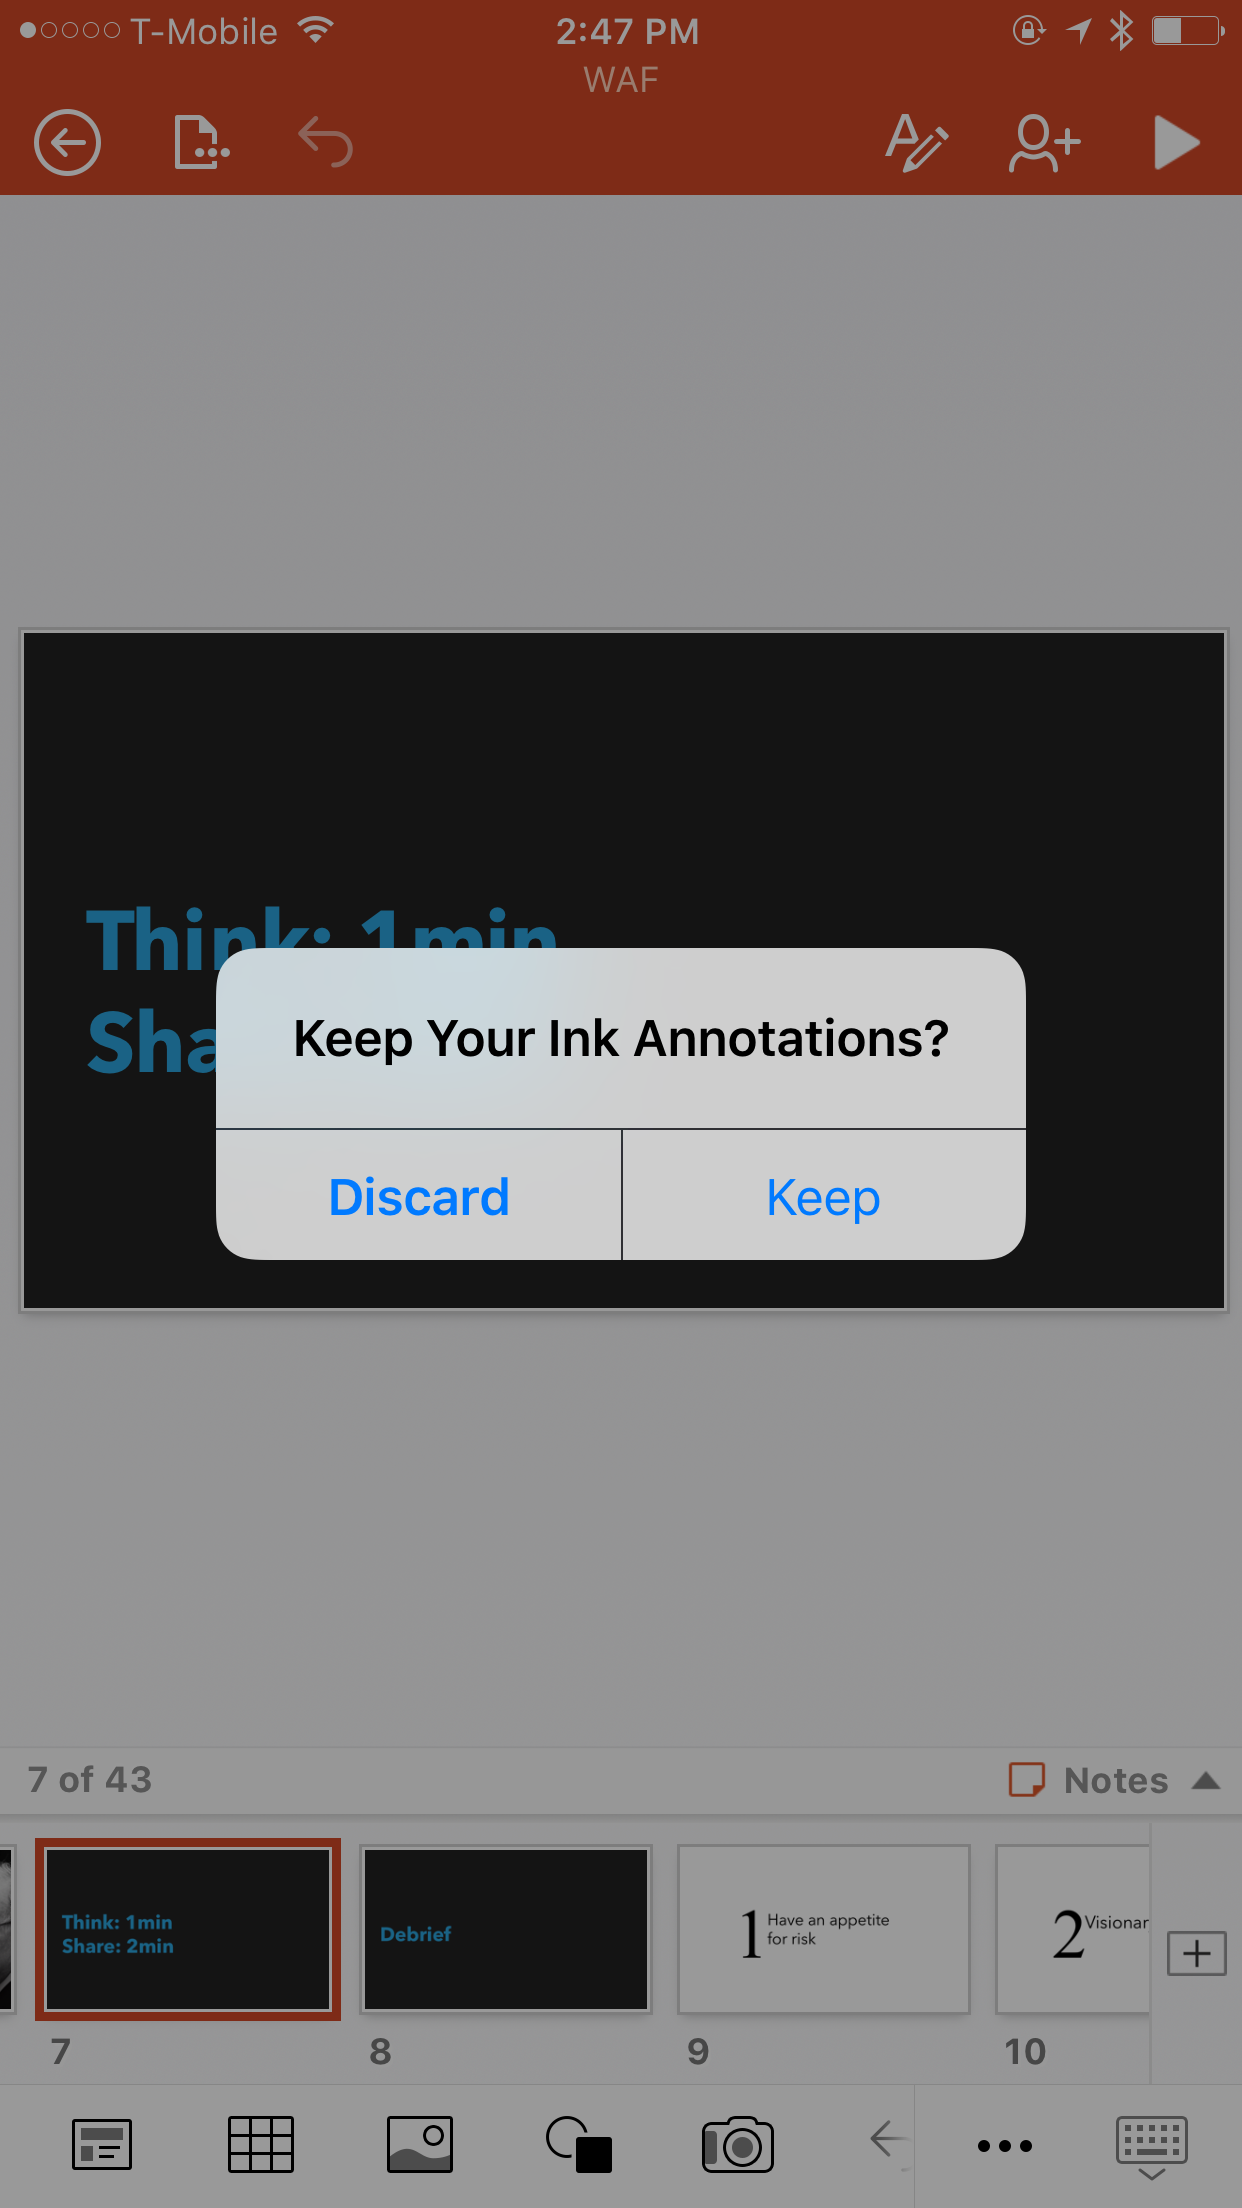 T-Mobile
2:47 PM
WAF
Think: 1min
Sha
Keep Your Ink Annotations?
Discard
Keep
7 of 43
Notes
Think: 1min
Share: 2min
Debrief
1 Have an appetite
for risk
2 Visionar
7
8
9
10